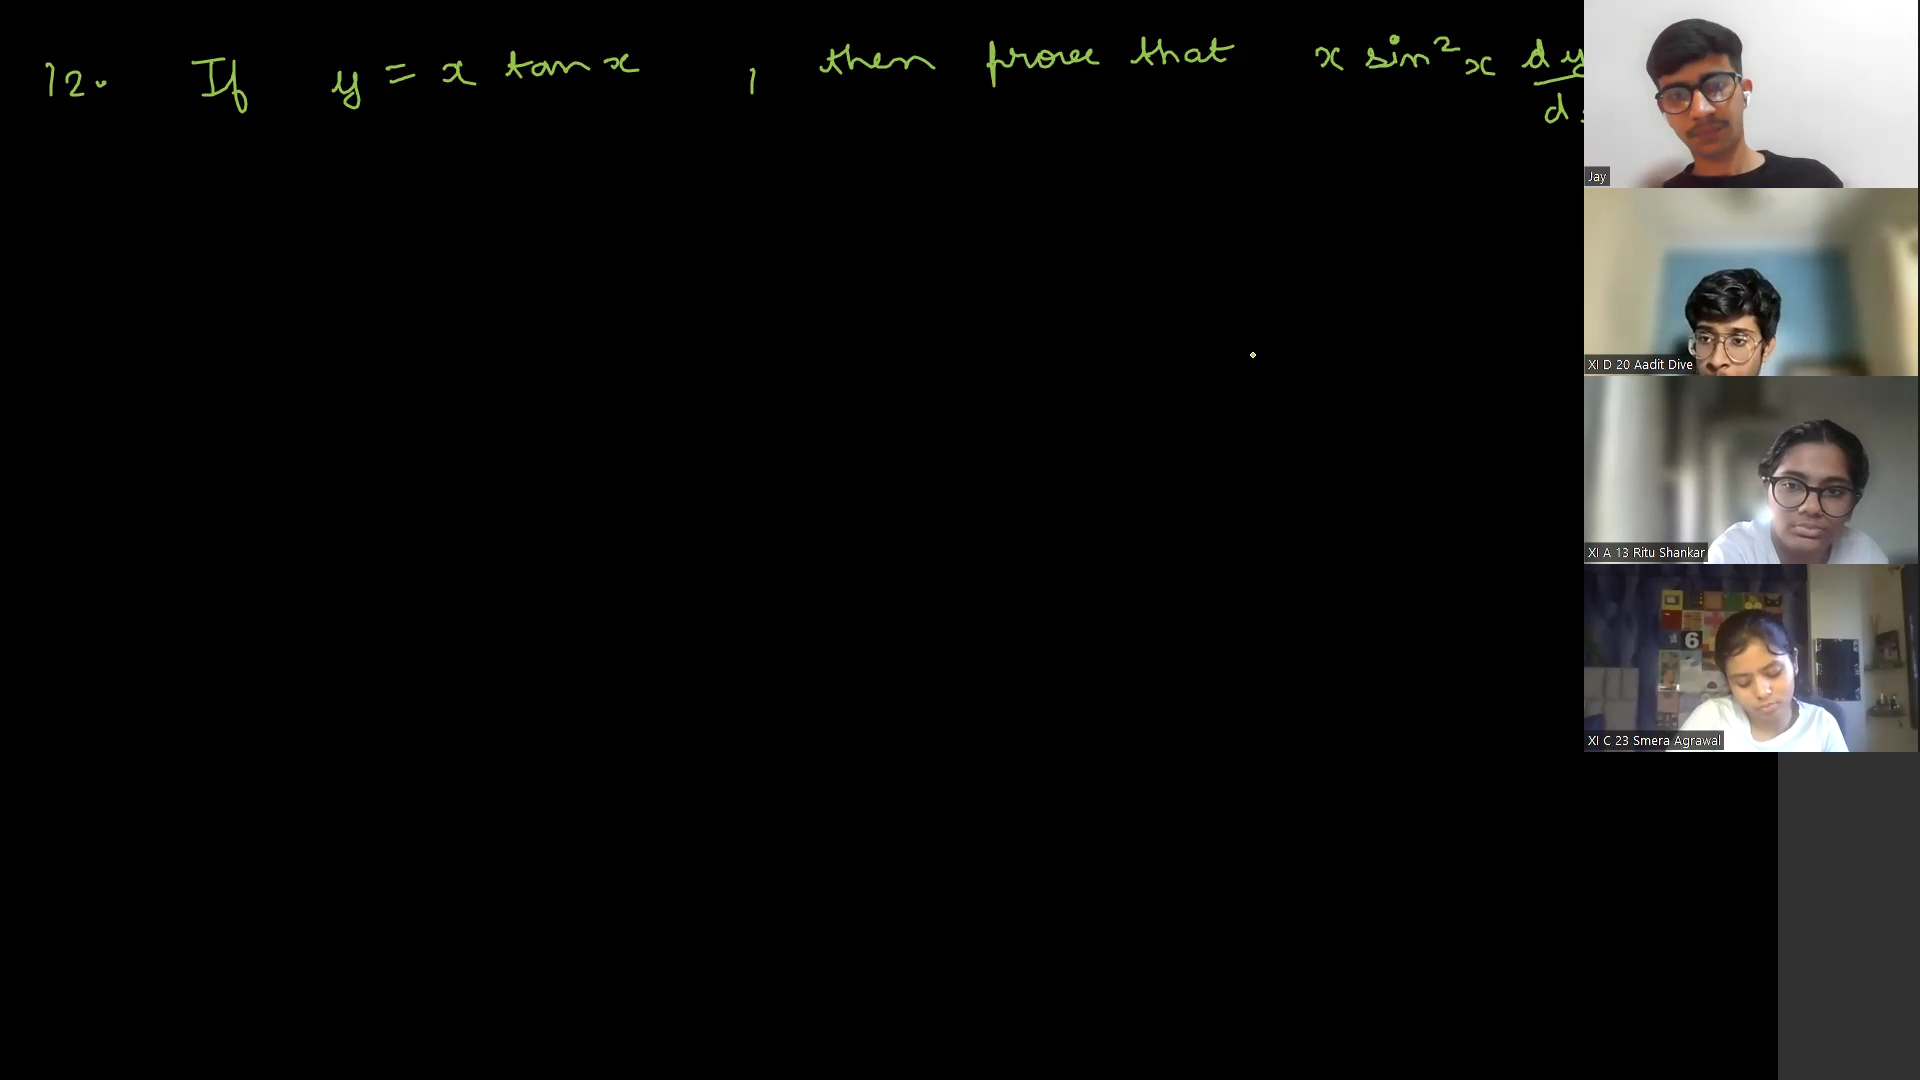 12. If y = x tan x , then prove that x sin²x dy/d
Jay
XI D 20 Aadit Dive
XI A 13 Ritu Shankar
6
XI C 23 Smera Agrawal